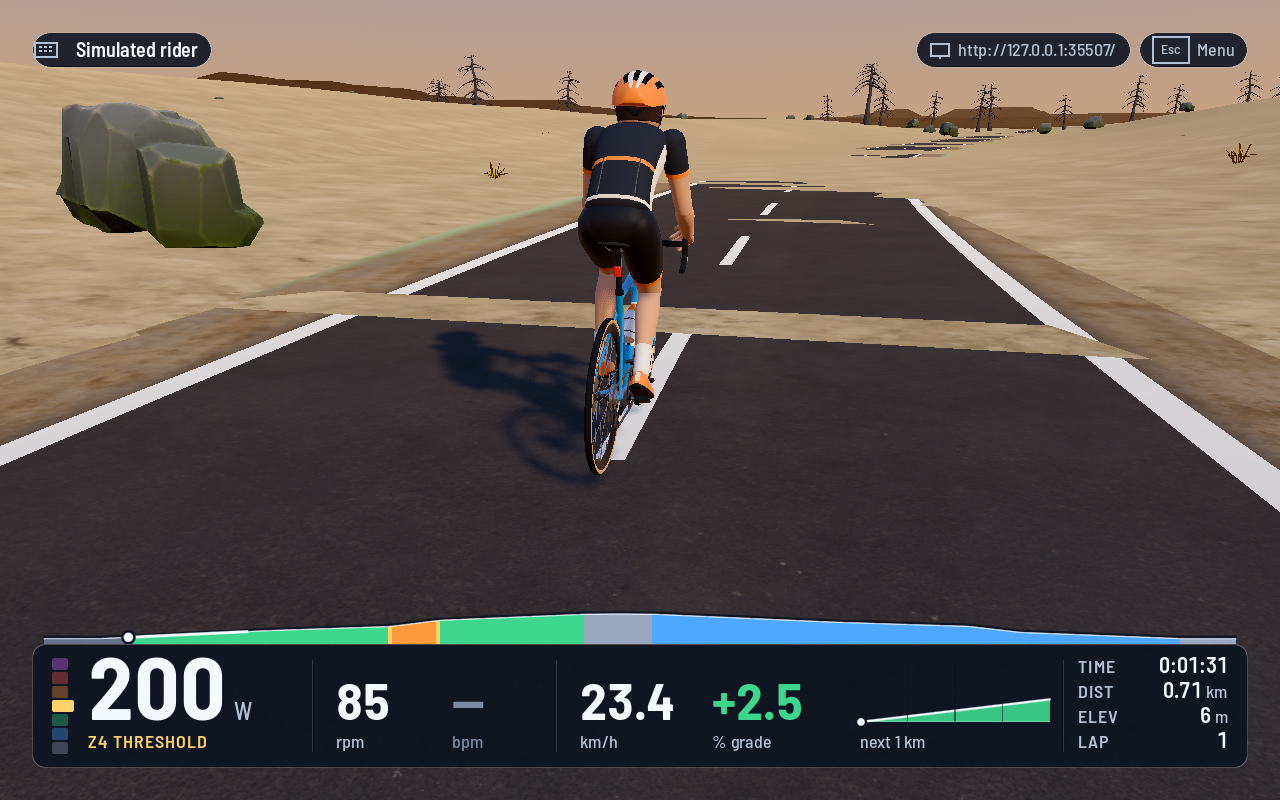 Simulated rider
http://127.0.0.1:35507/
Esc Menu
200 W
Z4 THRESHOLD
85
rpm
—
bpm
23.4
km/h
+2.5
% grade
next 1 km
TIME 0:01:31
DIST 0.71 km
ELEV 6 m
LAP 1